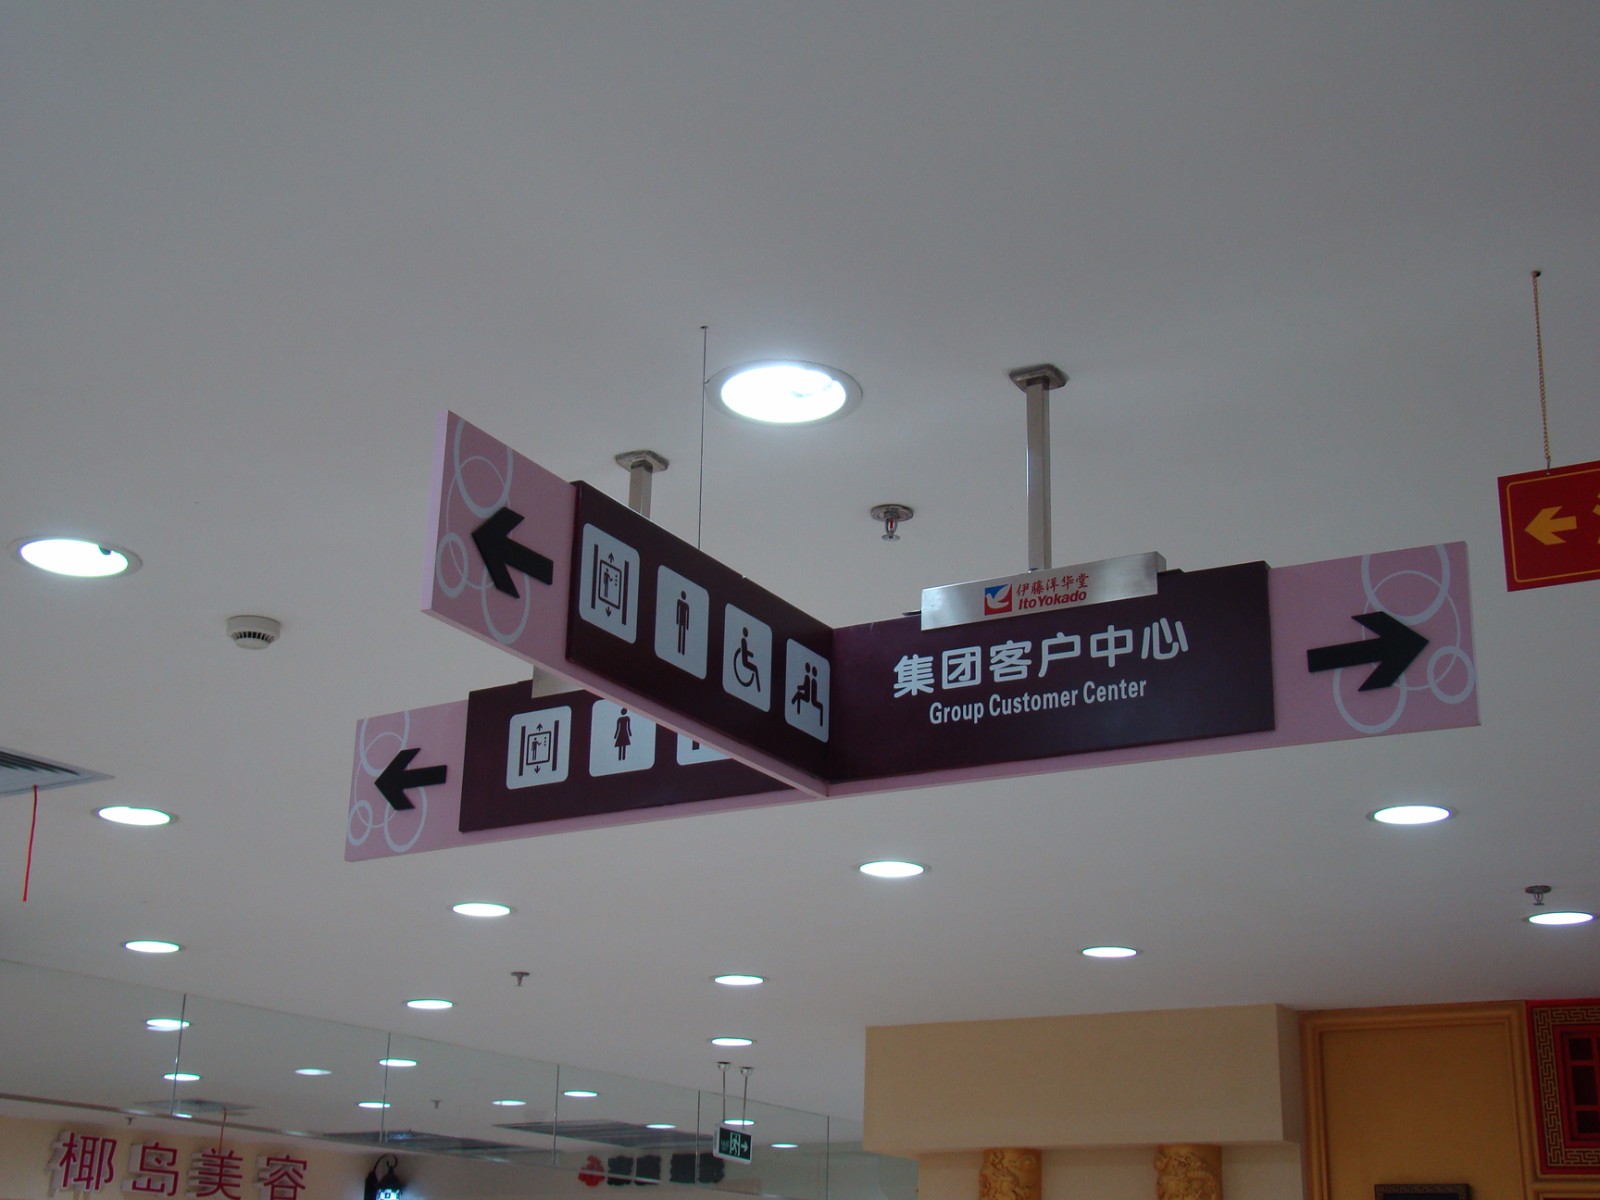 伊藤洋华堂
Ito Yokado
集团客户中心
Group Customer Center
椰岛美容